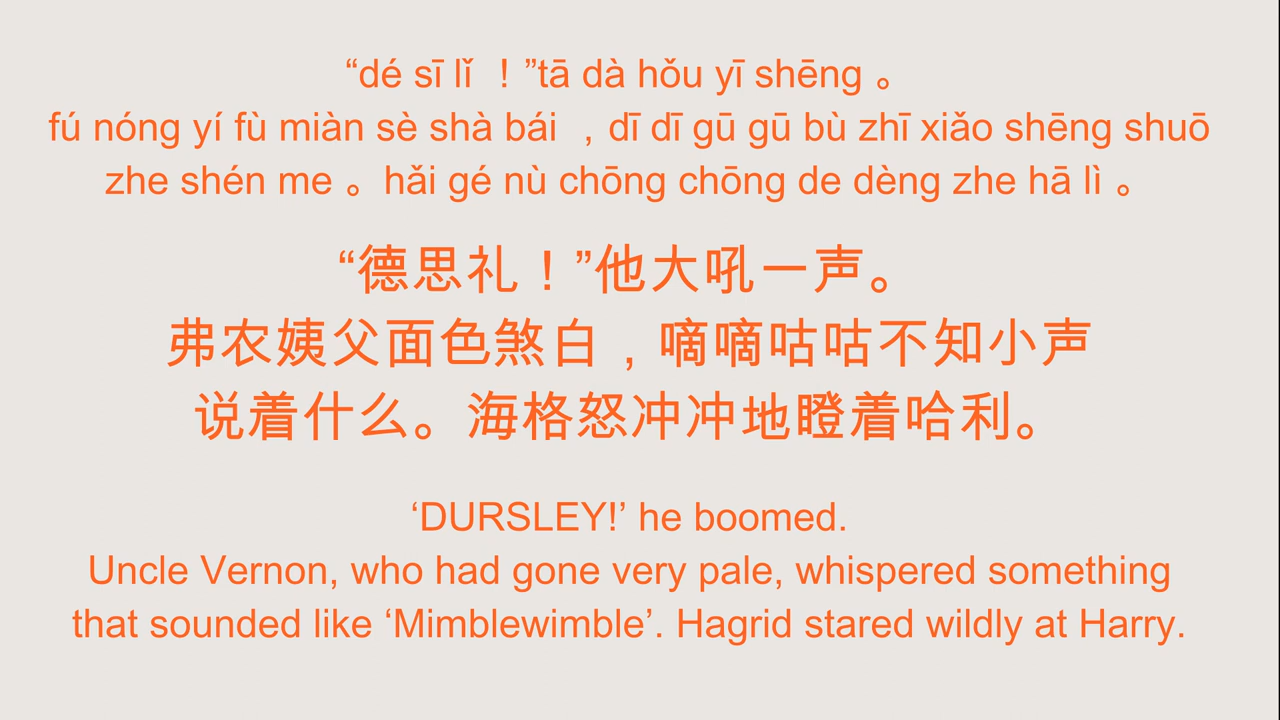 “dé sī lǐ ！”tā dà hǒu yī shēng 。
fú nóng yí fù miàn sè shà bái ，dī dī gū gū bù zhī xiǎo shēng shuō
zhe shén me 。hǎi gé nù chōng chōng de dèng zhe hā lì 。
“德思礼！”他大吼一声。
弗农姨父面色煞白，嘀嘀咕咕不知小声
说着什么。海格怒冲冲地瞪着哈利。
‘DURSLEY!’ he boomed.
Uncle Vernon, who had gone very pale, whispered something
that sounded like ‘Mimblewimble’. Hagrid stared wildly at Harry.